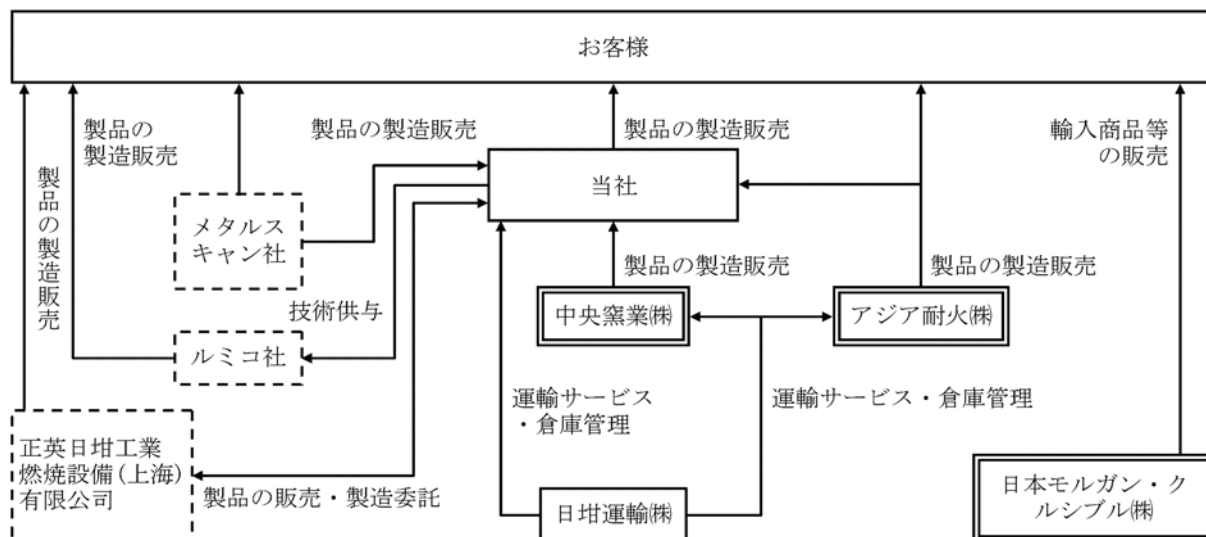 お客様
製品の
製造販売
製品の製造販売
製品の製造販売
輸入商品等
の販売
製品の製造販売
当社
メタルス
キャン社
製品の製造販売
製品の製造販売
技術供与
中央窯業㈱
アジア耐火㈱
ルミコ社
運輸サービス
・倉庫管理
運輸サービス・倉庫管理
正英日坩工業
燃焼設備(上海)
有限公司
製品の販売・製造委託
日坩運輸㈱
日本モルガン・ク
ルシブル㈱